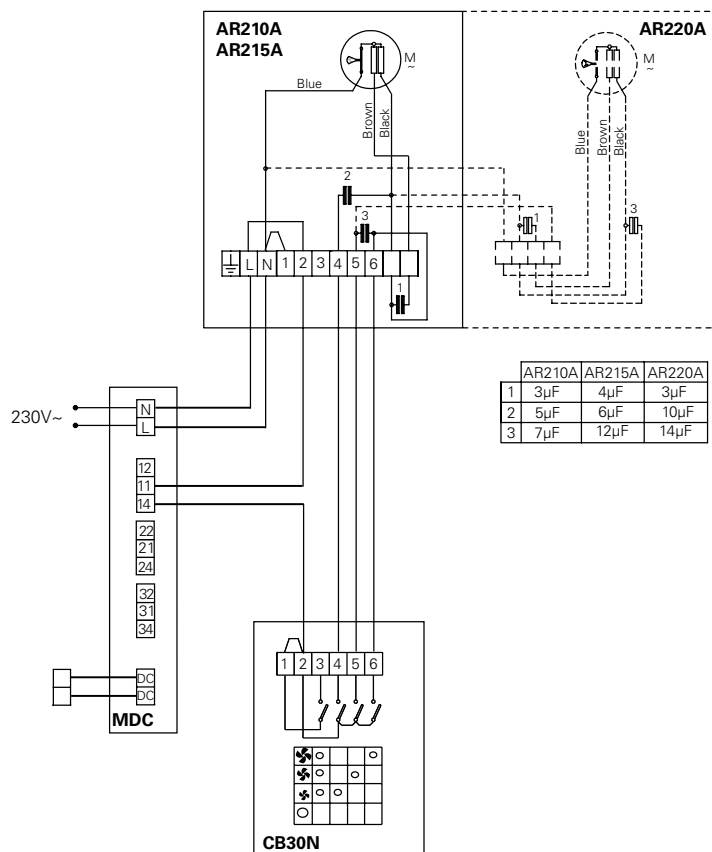 AR210A
AR215A
AR220A
M
~
M
~
Blue
Brown
Black
Blue
Brown
Black
2
3
1
3
L N 1 2 3 4 5 6
1
AR210A AR215A AR220A
1 3µF 4µF 3µF
2 5µF 6µF 10µF
3 7µF 12µF 14µF
230V~
N
L
12
11
14
22
21
24
32
31
34
DC
DC
MDC
1 2 3 4 5 6
CB30N